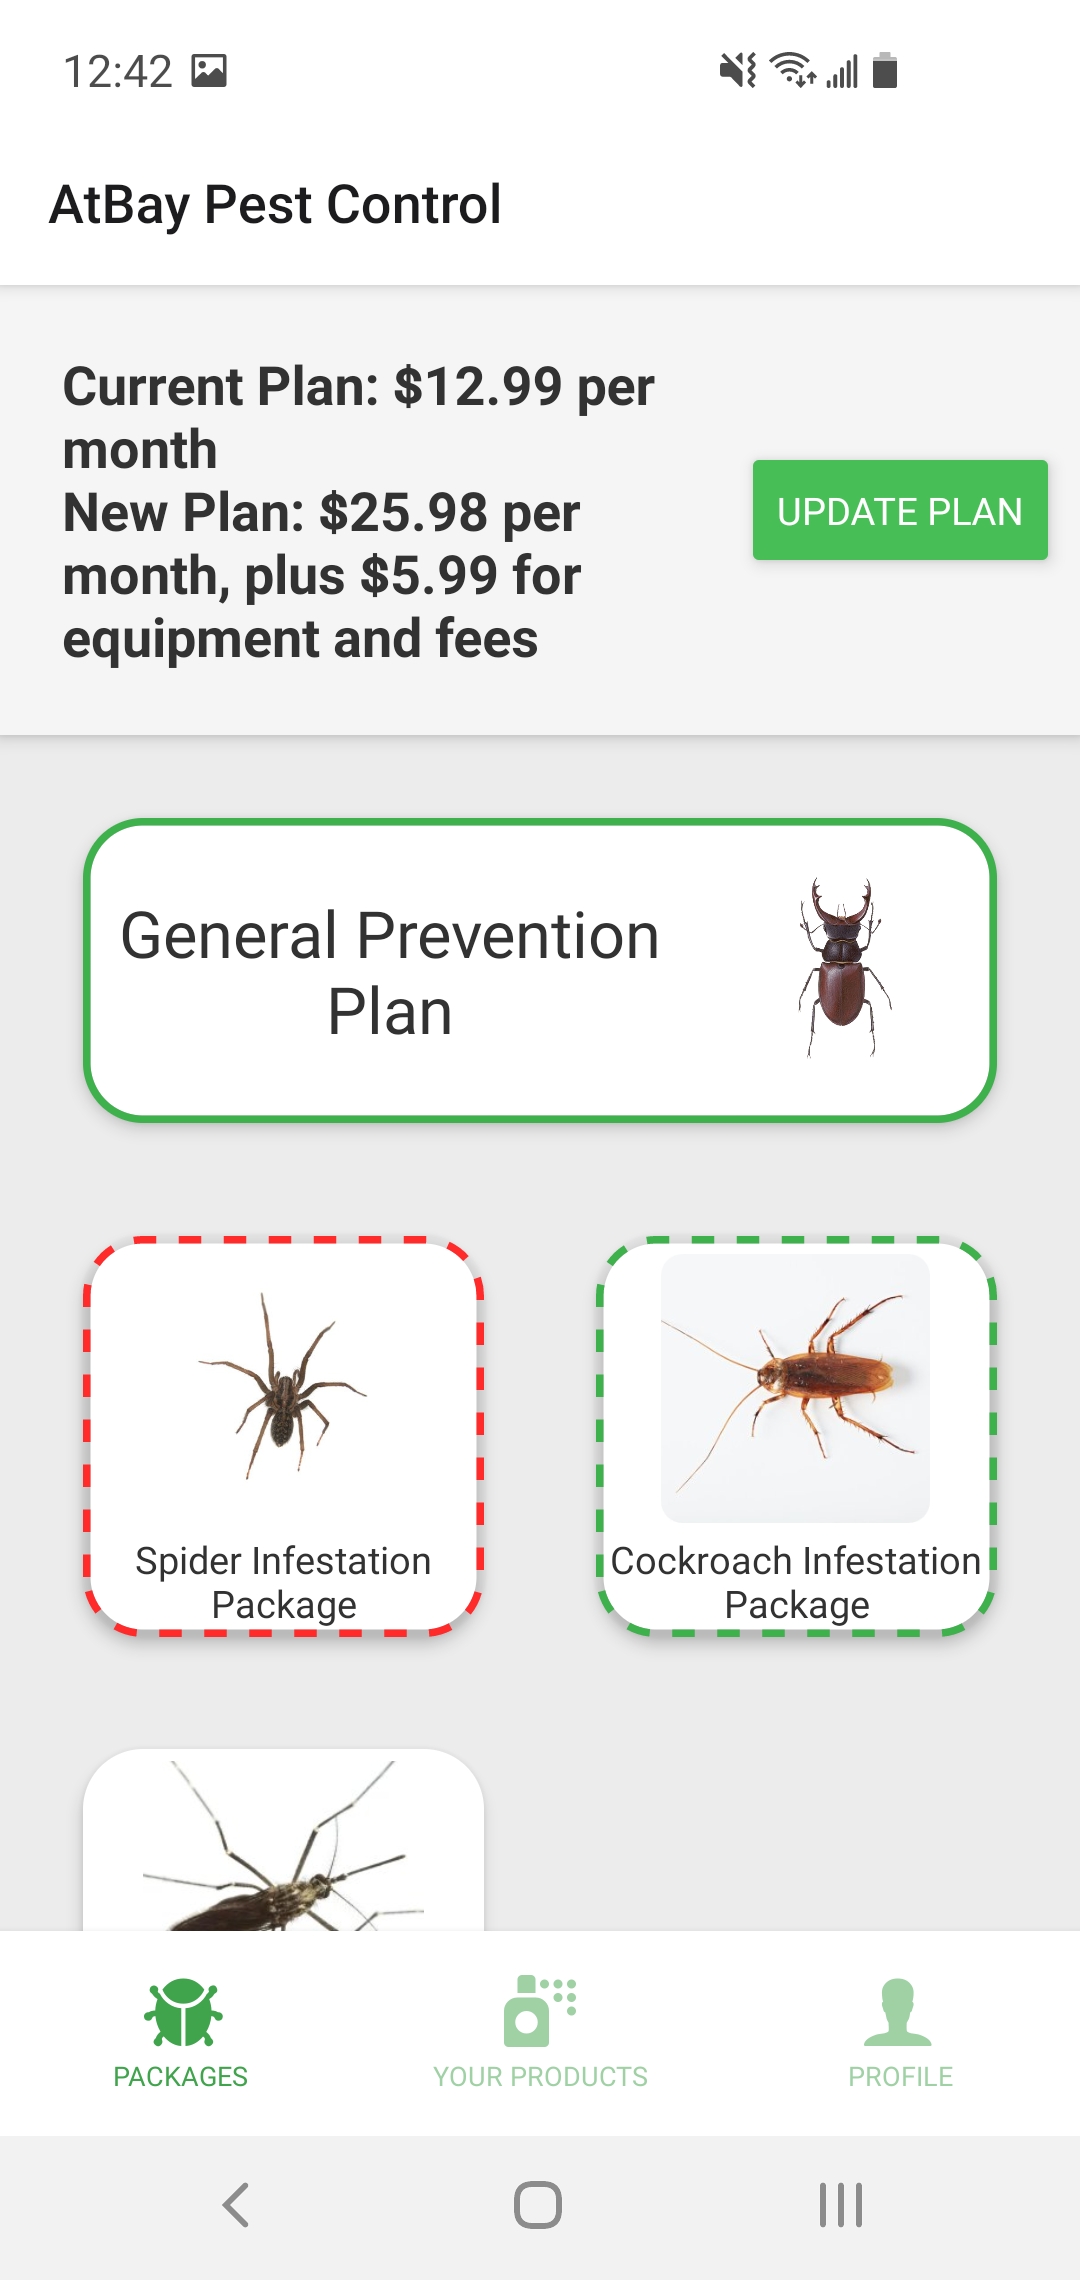 12:42
AtBay Pest Control
Current Plan: $12.99 per
month
New Plan: $25.98 per
month, plus $5.99 for
equipment and fees
UPDATE PLAN
General Prevention
Plan
Spider Infestation
Package
Cockroach Infestation
Package
PACKAGES
YOUR PRODUCTS
PROFILE